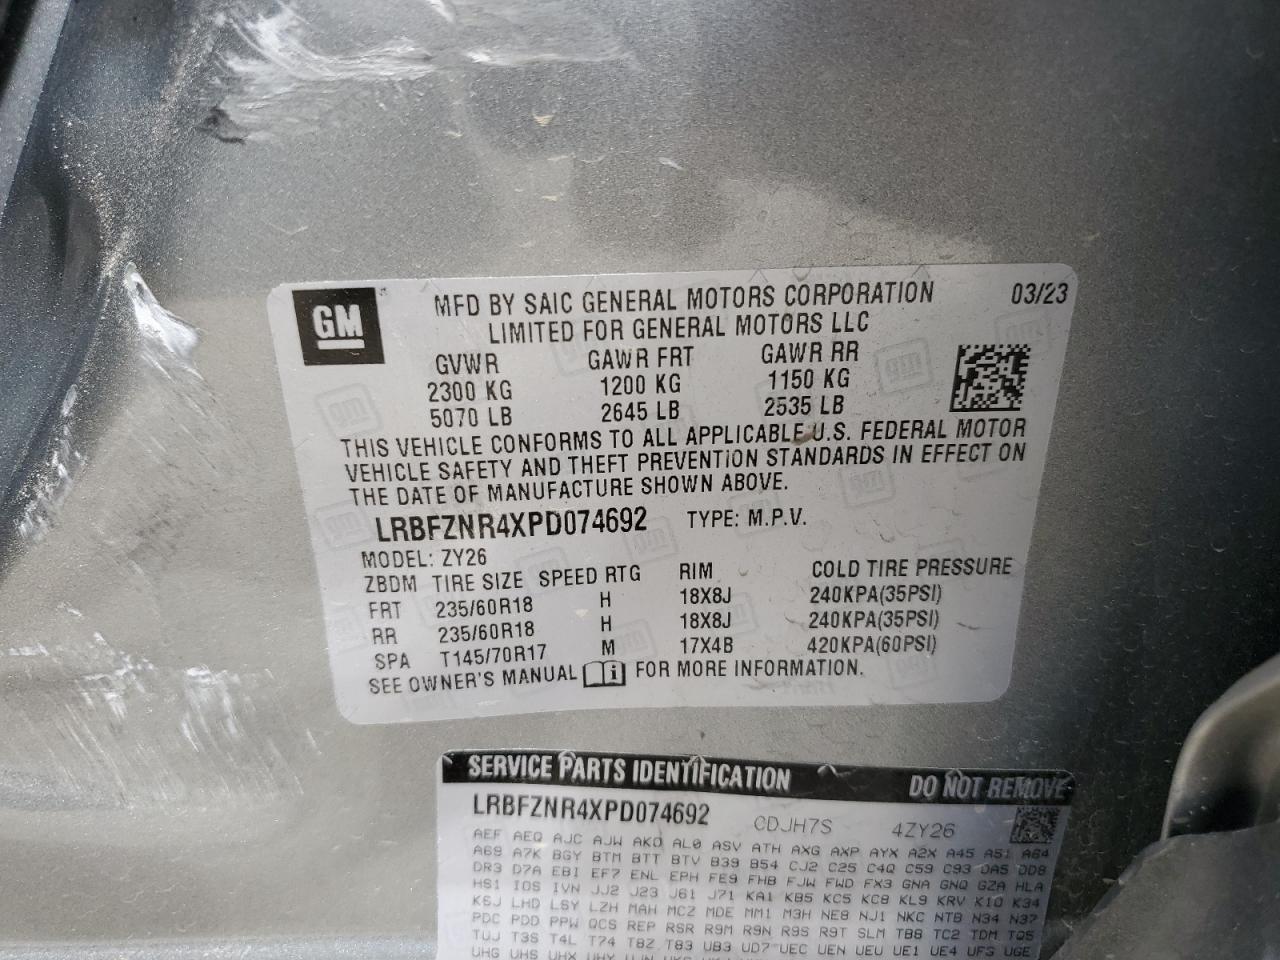 GM
MFD BY SAIC GENERAL MOTORS CORPORATION 03/23
LIMITED FOR GENERAL MOTORS LLC
GVWR GAWR FRT GAWR RR
2300 KG 1200 KG 1150 KG
5070 LB 2645 LB 2535 LB
THIS VEHICLE CONFORMS TO ALL APPLICABLE U.S. FEDERAL MOTOR
VEHICLE SAFETY AND THEFT PREVENTION STANDARDS IN EFFECT ON
THE DATE OF MANUFACTURE SHOWN ABOVE.
LRBFZNR4XPD074692 TYPE: M.P.V.
MODEL: ZY26
ZBDM TIRE SIZE SPEED RTG RIM COLD TIRE PRESSURE
FRT 235/60R18 H 18X8J 240KPA(35PSI)
RR 235/60R18 H 18X8J 240KPA(35PSI)
SPA T145/70R17 M 17X4B 420KPA(60PSI)
SEE OWNER'S MANUAL FOR MORE INFORMATION.
SERVICE PARTS IDENTIFICATION DO NOT REMOVE
LRBFZNR4XPD074692 CDJH7S 4ZY26
AEF AEQ AJC AJW AKO AL0 ASV ATH AXG AXP AYX A2X A45 A51 A64
A69 A7K BGY BTM BTT BTV B39 B54 CJ2 C25 C4Q C59 C93 DA5 DD8
DR3 D7A EBI EF7 ENL EPH FE9 FHB FJW FWD FX3 GNA GNQ GZA HLA
HS1 IOS IVN JJ2 J23 J61 J71 KA1 KB5 KC5 KC8 KL9 KRV K10 K34
K6J LHD LSY LZH MAH MCZ MDE MM1 M3H NE8 NJ1 NKC NTB N34 N37
PDC PDD PPW QCS REP RSR R9M R9N R9S R9T SLM TB8 TC2 TDM TQ5
TUJ T3S T4L T74 T8Z T83 UB3 UD7 UEC UEN UEU UE1 UE4 UFS UGE
UHG UHS UHX UHY